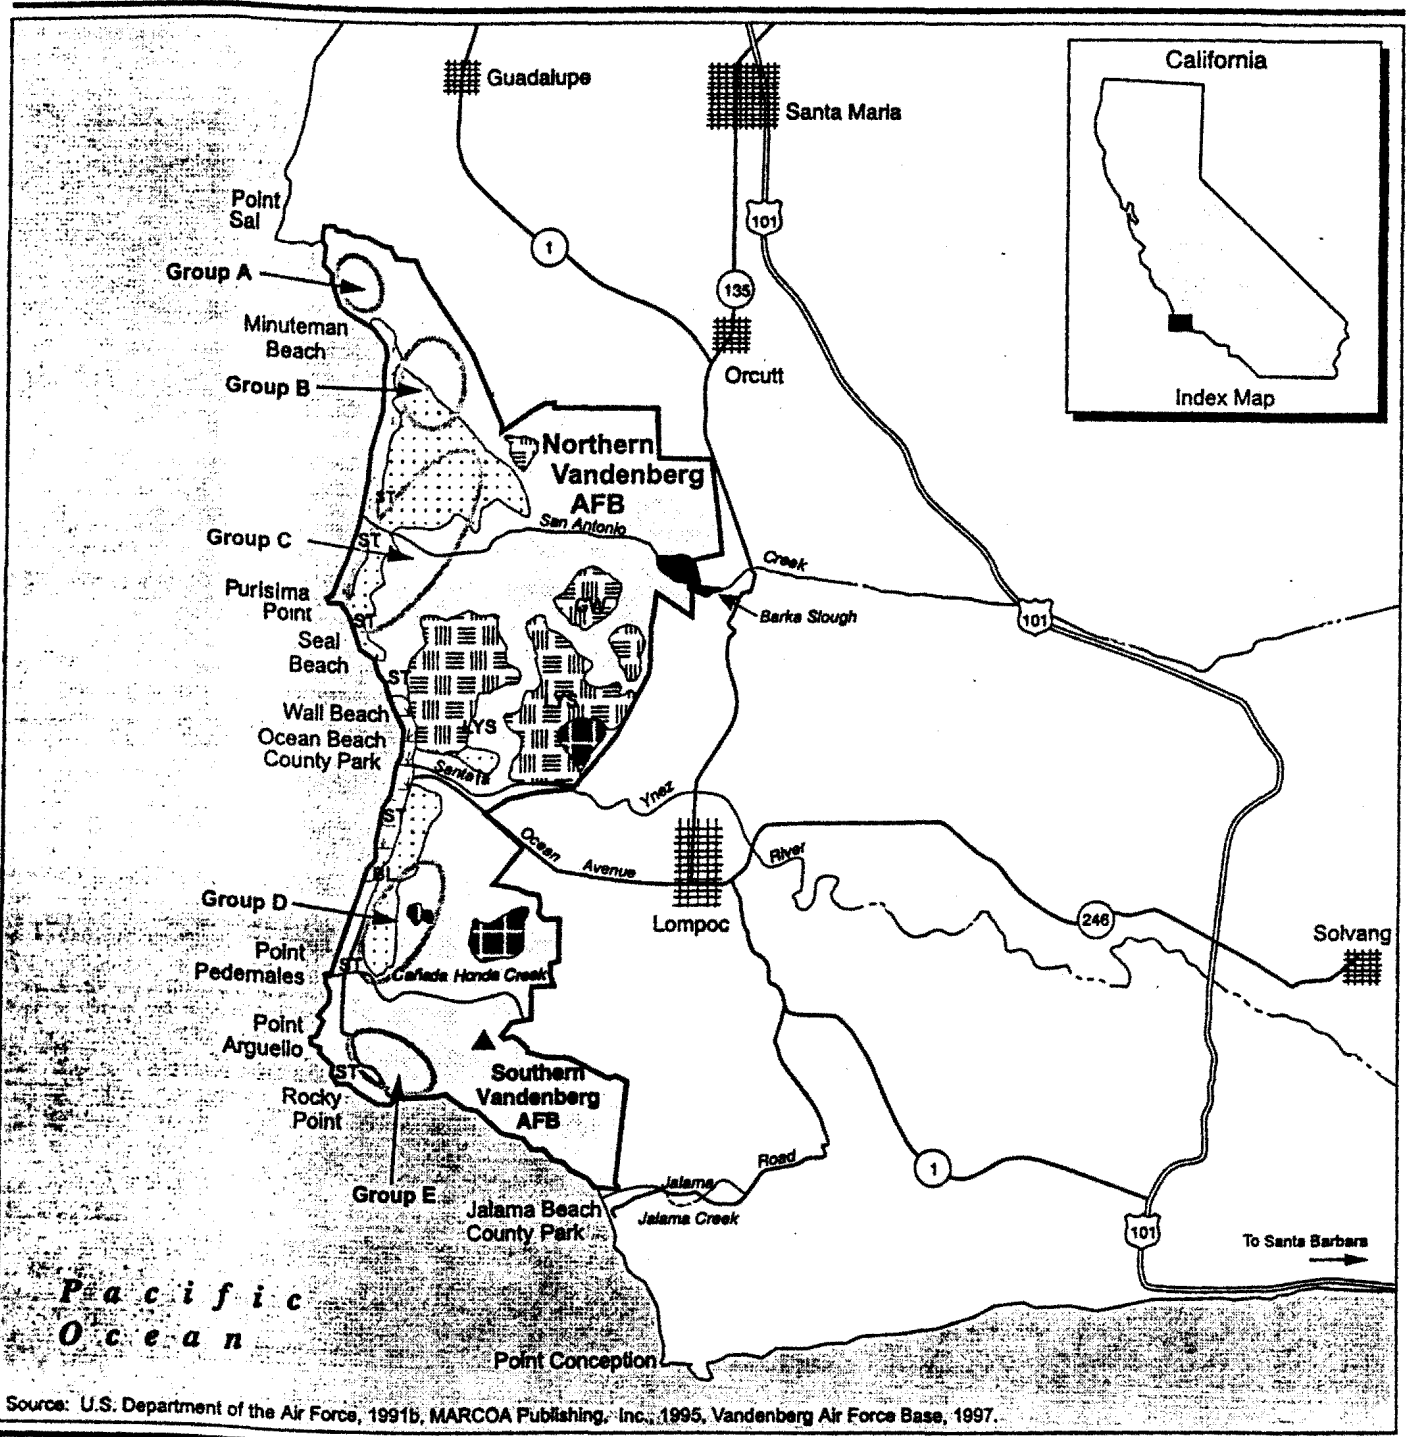 California
Guadalupe
Santa Maria
Point
Sal
101
1
Group A
135
Minuteman
Beach
Orcutt
Group B
Index Map
Northern
Vandenberg
AFB
ST
San Antonio
Group C
ST
Creek
Purisima
Point
ST
Barka Slough
101
Seal
Beach
ST
Wall Beach
LYS
Ocean Beach
County Park
Santa
Ynez
ST
Ocean
Avenue
River
BL
Group D
Lompoc
246
Solvang
Point
Pedernales
ST
Cañada Honda Creek
Point
Arguello
ST
Southern
Vandenberg
AFB
Rocky
Point
Road
1
Jalama
Group E
Jalama Beach
County Park
Jalama Creek
101
To Santa Barbara
Pacific
Ocean
Point Conception
Source: U.S. Department of the Air Force, 1991b, MARCOA Publishing, Inc., 1995, Vandenberg Air Force Base, 1997.